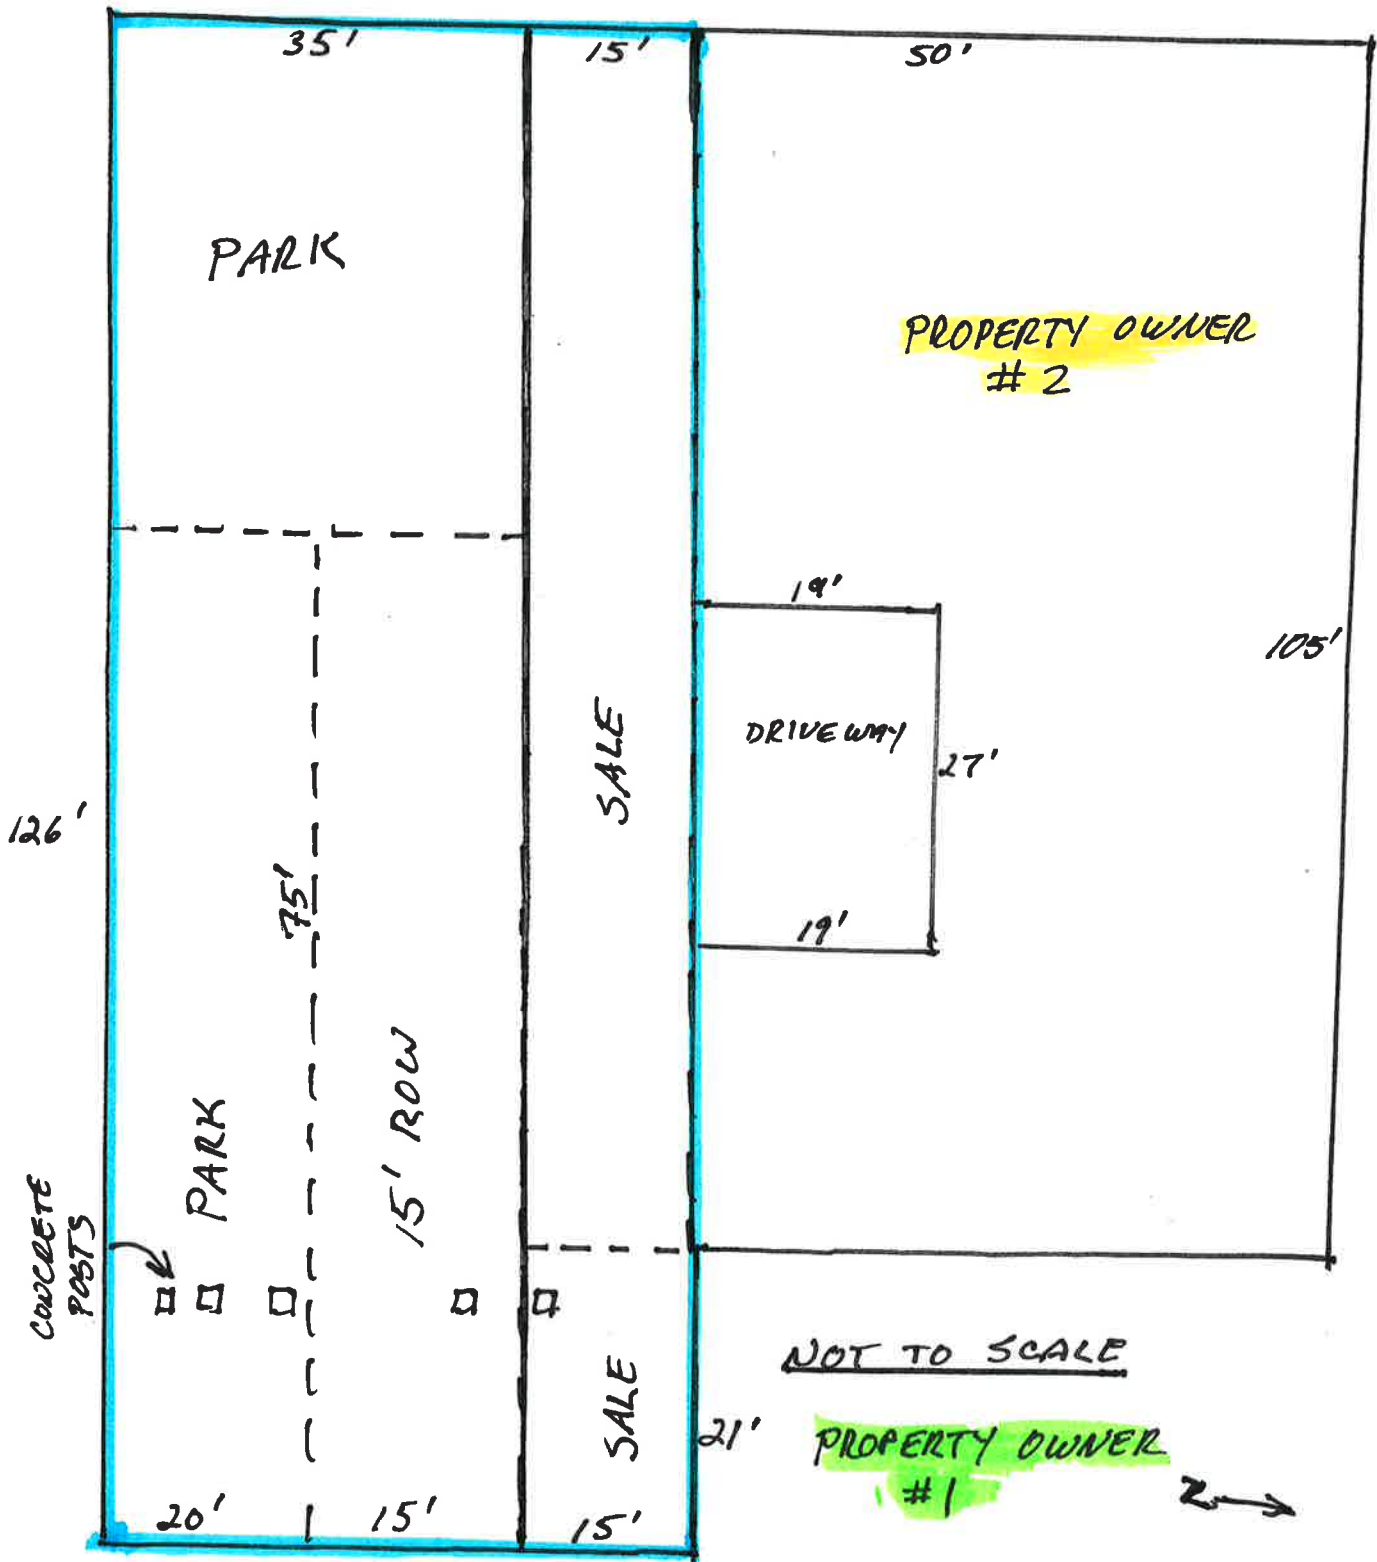 35'
15'
50'
PARK
PROPERTY OWNER
# 2
19'
105'
SALE
DRIVEWAY
27'
126'
75'
19'
15' ROW
PARK
CONCRETE
POSTS
NOT TO SCALE
SALE
21'
PROPERTY OWNER
#1
Z
20'
15'
15'